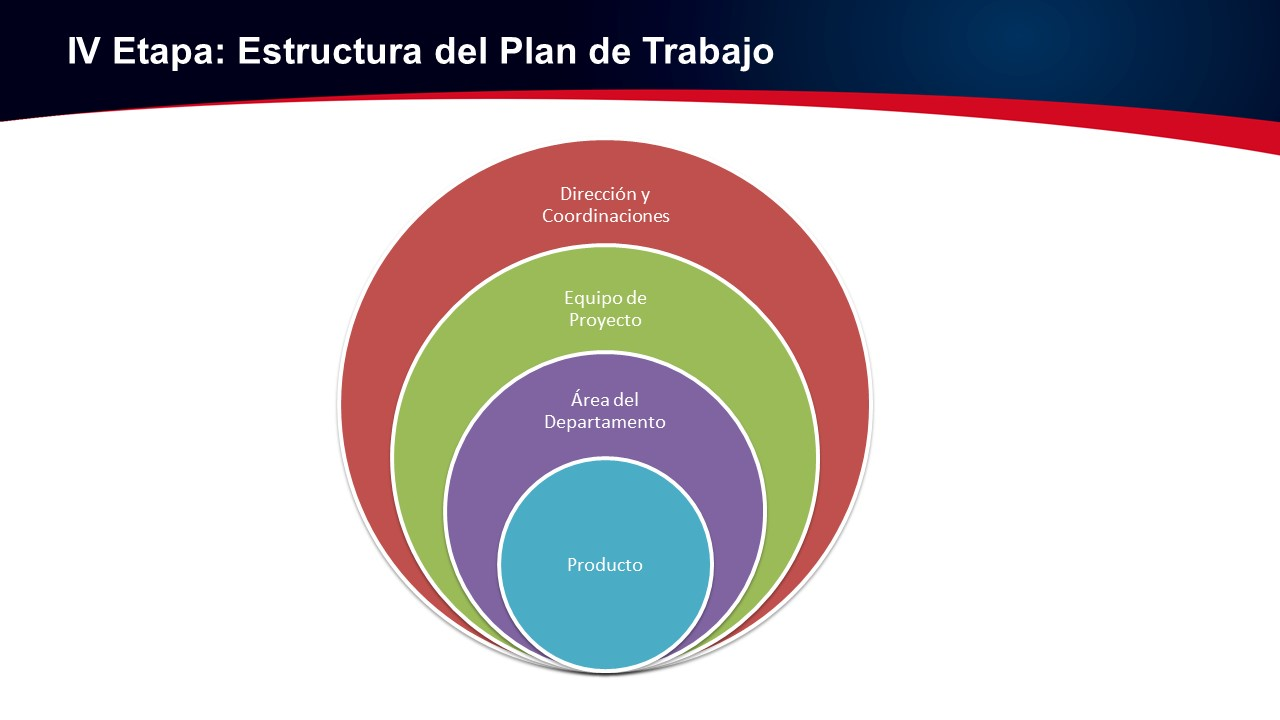 IV Etapa: Estructura del Plan de Trabajo
Dirección y
Coordinaciones
Equipo de
Proyecto
Área del
Departamento
Producto